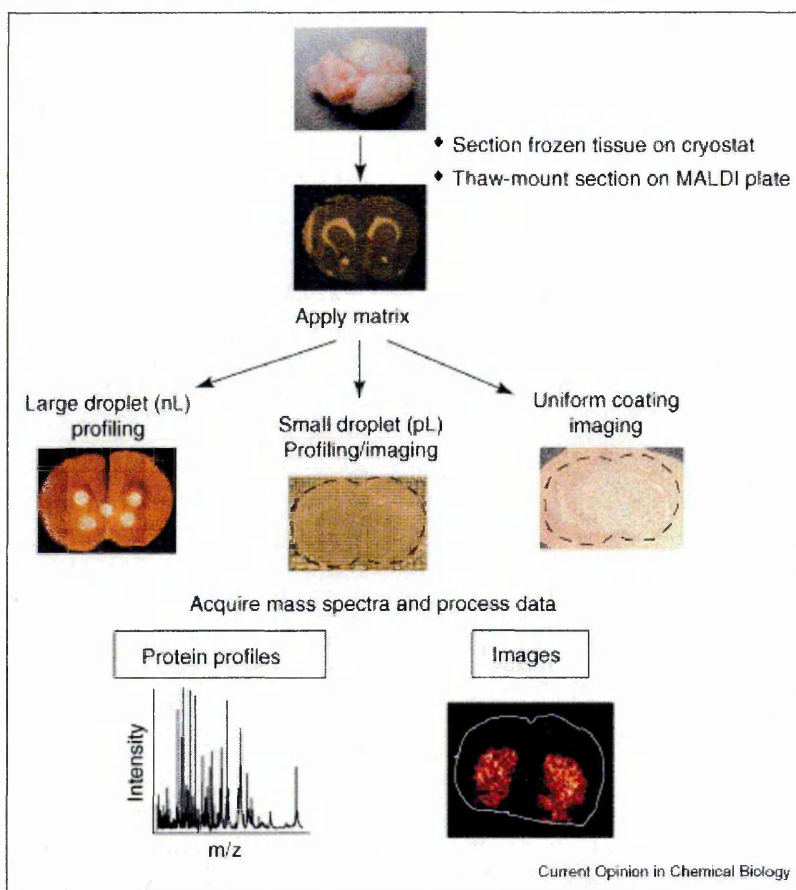 ♦ Section frozen tissue on cryostat
♦ Thaw-mount section on MALDI plate
Apply matrix
Large droplet (nL)
profiling
Small droplet (pL)
Profiling/imaging
Uniform coating
imaging
Acquire mass spectra and process data
Protein profiles
Images
Intensity
m/z
Current Opinion in Chemical Biology